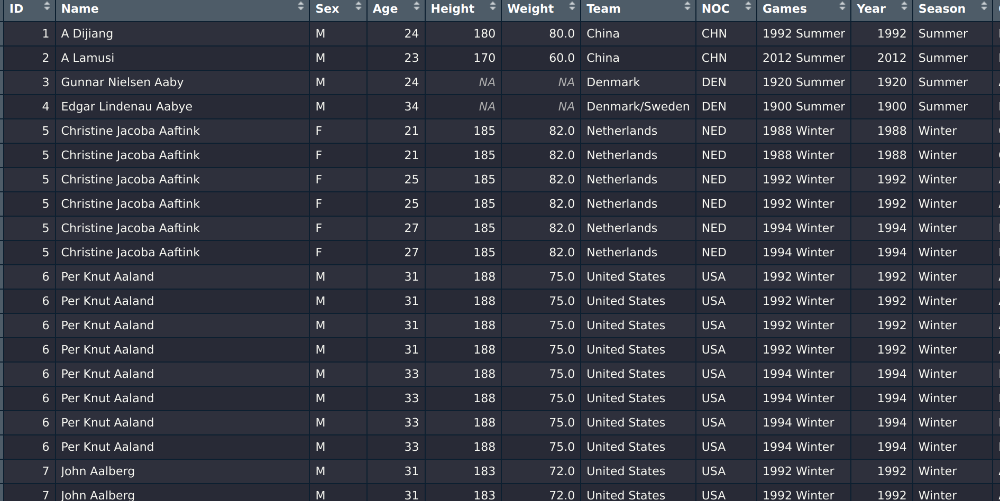 ID Name Sex Age Height Weight Team NOC Games Year Season
1 A Dijiang M 24 180 80.0 China CHN 1992 Summer 1992 Summer
2 A Lamusi M 23 170 60.0 China CHN 2012 Summer 2012 Summer
3 Gunnar Nielsen Aaby M 24 NA NA Denmark DEN 1920 Summer 1920 Summer
4 Edgar Lindenau Aabye M 34 NA NA Denmark/Sweden DEN 1900 Summer 1900 Summer
5 Christine Jacoba Aaftink F 21 185 82.0 Netherlands NED 1988 Winter 1988 Winter
5 Christine Jacoba Aaftink F 21 185 82.0 Netherlands NED 1988 Winter 1988 Winter
5 Christine Jacoba Aaftink F 25 185 82.0 Netherlands NED 1992 Winter 1992 Winter
5 Christine Jacoba Aaftink F 25 185 82.0 Netherlands NED 1992 Winter 1992 Winter
5 Christine Jacoba Aaftink F 27 185 82.0 Netherlands NED 1994 Winter 1994 Winter
5 Christine Jacoba Aaftink F 27 185 82.0 Netherlands NED 1994 Winter 1994 Winter
6 Per Knut Aaland M 31 188 75.0 United States USA 1992 Winter 1992 Winter
6 Per Knut Aaland M 31 188 75.0 United States USA 1992 Winter 1992 Winter
6 Per Knut Aaland M 31 188 75.0 United States USA 1992 Winter 1992 Winter
6 Per Knut Aaland M 31 188 75.0 United States USA 1992 Winter 1992 Winter
6 Per Knut Aaland M 33 188 75.0 United States USA 1994 Winter 1994 Winter
6 Per Knut Aaland M 33 188 75.0 United States USA 1994 Winter 1994 Winter
6 Per Knut Aaland M 33 188 75.0 United States USA 1994 Winter 1994 Winter
6 Per Knut Aaland M 33 188 75.0 United States USA 1994 Winter 1994 Winter
7 John Aalberg M 31 183 72.0 United States USA 1992 Winter 1992 Winter
7 John Aalberg M 31 183 72.0 United States USA 1992 Winter 1992 Winter